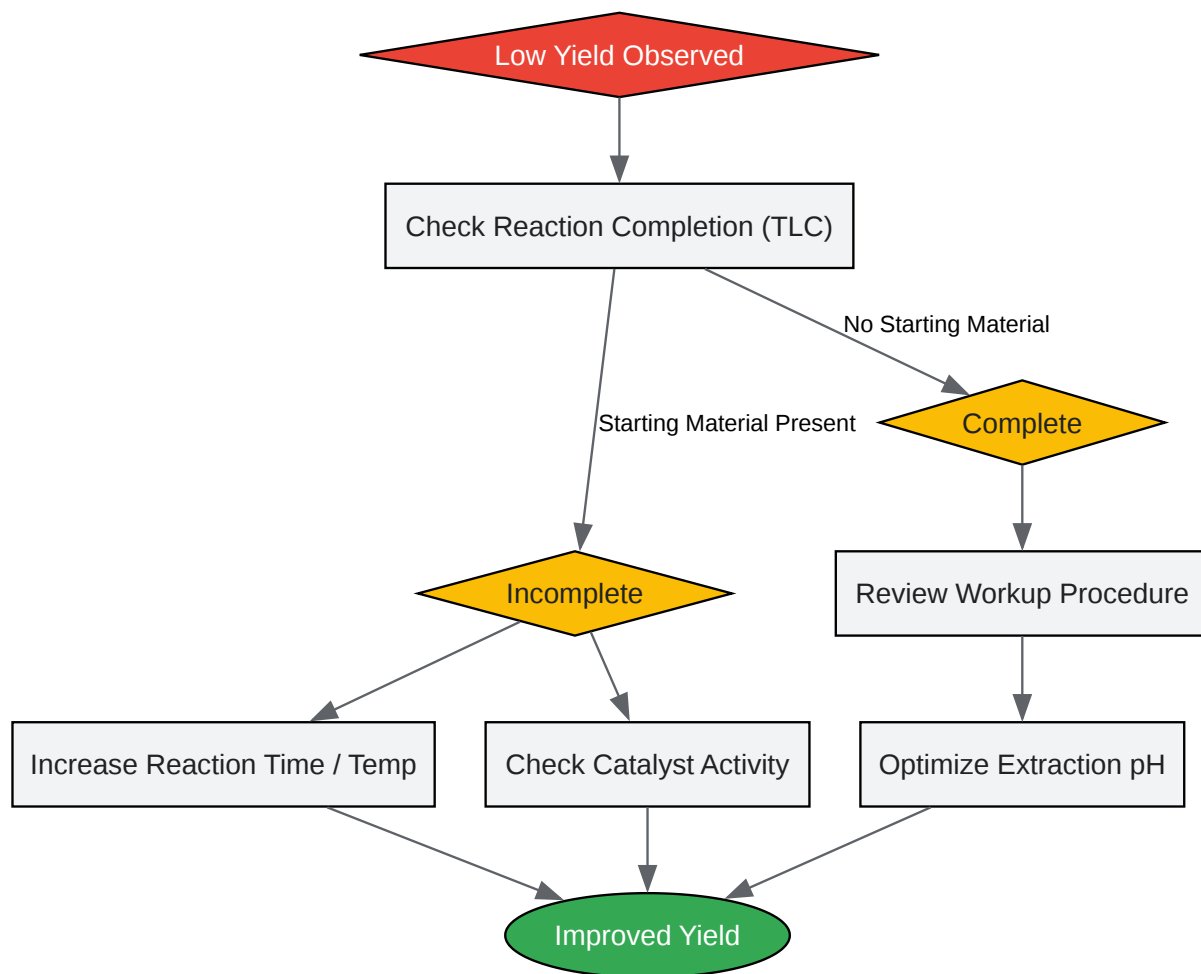 Low Yield Observed
Check Reaction Completion (TLC)
No Starting Material
Starting Material Present
Complete
Incomplete
Review Workup Procedure
Increase Reaction Time / Temp
Check Catalyst Activity
Optimize Extraction pH
Improved Yield